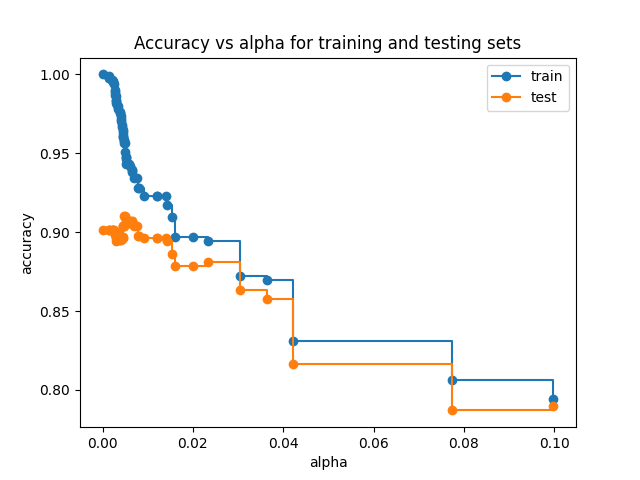 Accuracy vs alpha for training and testing sets
train
test
1.00
0.95
0.90
0.85
0.80
accuracy
0.00
0.02
0.04
0.06
0.08
0.10
alpha